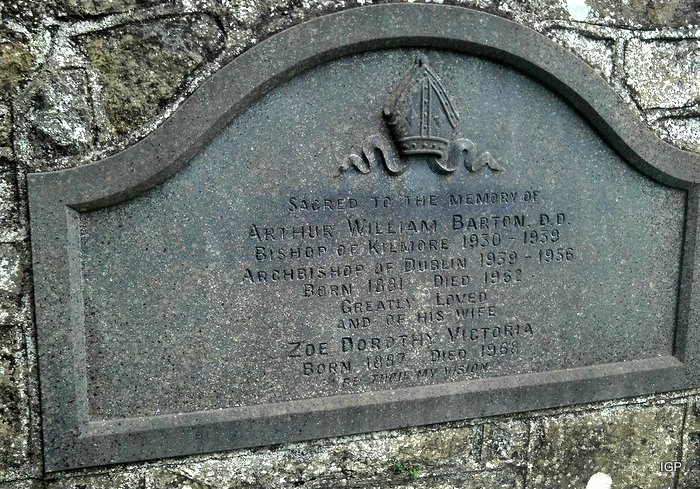 SACRED TO THE MEMORY OF
ARTHUR WILLIAM BARTON, D.D.
BISHOP OF KILMORE 1930 - 1939
ARCHBISHOP OF DUBLIN 1939 - 1956
BORN 1881 DIED 1962
GREATLY LOVED
AND OF HIS WIFE
ZOE DOROTHY VICTORIA
BORN 1887 DIED 1968
BE THOU MY VISION
IGP